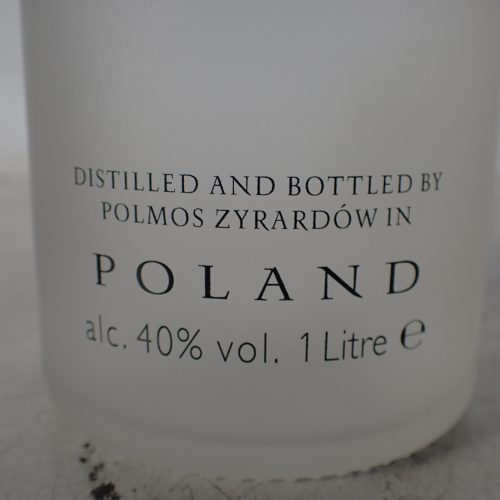 DISTILLED AND BOTTLED BY
POLMOS ZYRARDÓW IN
POLAND
alc. 40% vol. 1 Litre ℮